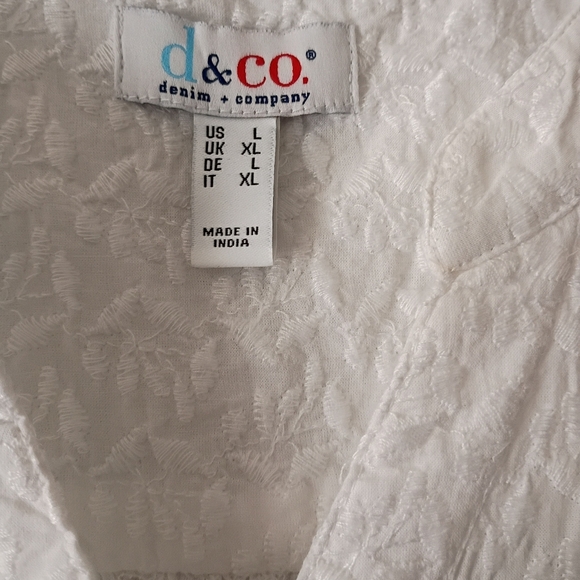 d&co.®
denim + company
US L
UK XL
DE L
IT XL
MADE IN
INDIA